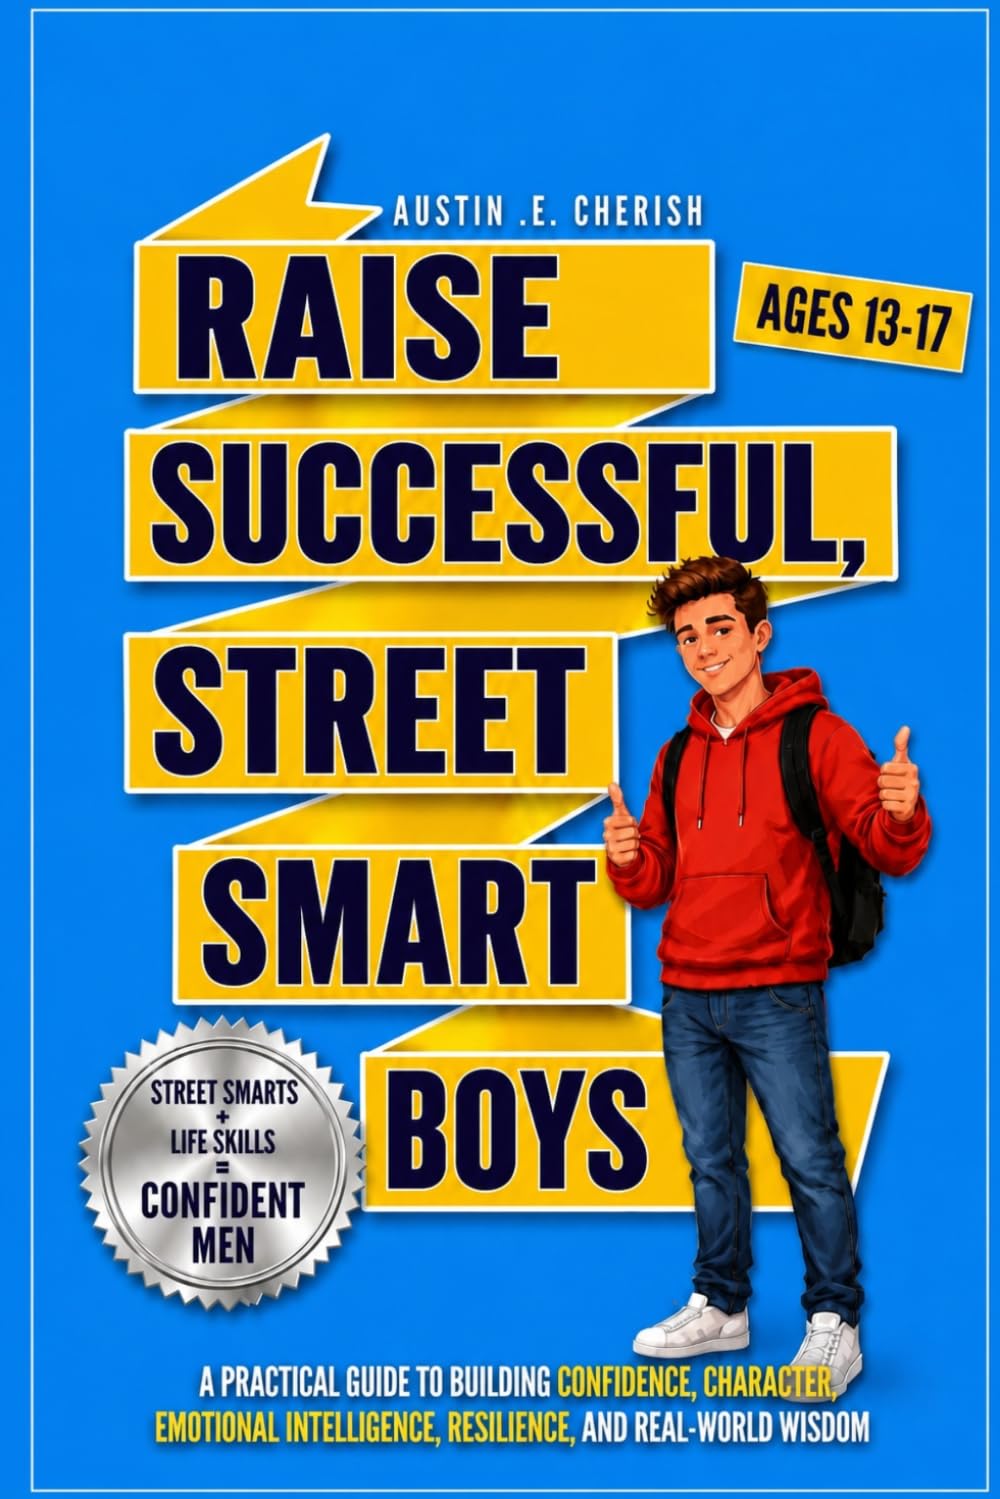 AUSTIN .E. CHERISH
RAISE
AGES 13-17
SUCCESSFUL,
STREET
SMART
BOYS
STREET SMARTS
+
LIFE SKILLS
=
CONFIDENT
MEN
A PRACTICAL GUIDE TO BUILDING CONFIDENCE, CHARACTER,
EMOTIONAL INTELLIGENCE, RESILIENCE, AND REAL-WORLD WISDOM